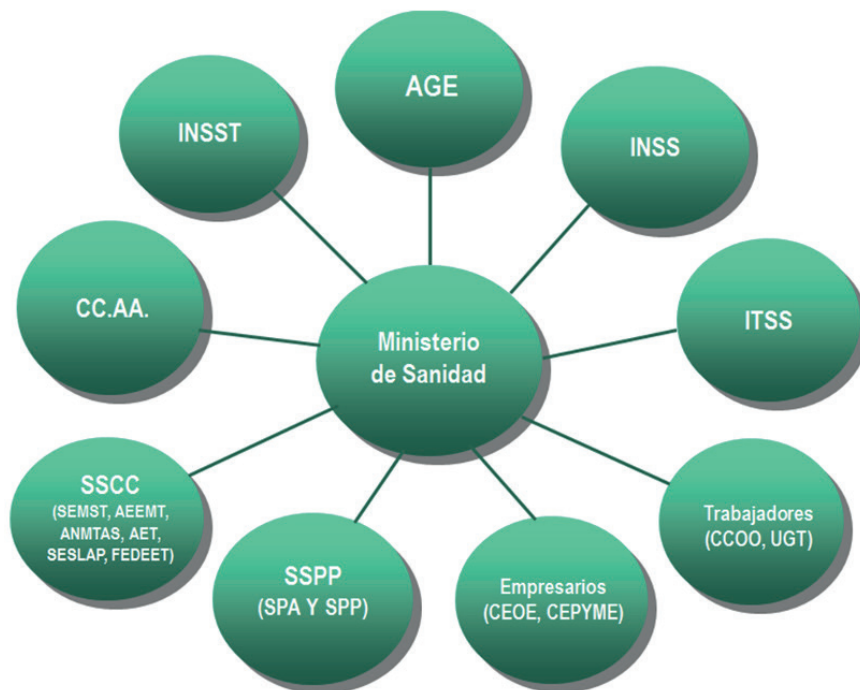 AGE
INSST
INSS
CC.AA.
Ministerio
de Sanidad
ITSS
SSCC
(SEMST, AEEMT,
ANMTAS, AET,
SESLAP, FEDEET)
SSPP
(SPA Y SPP)
Empresarios
(CEOE, CEPYME)
Trabajadores
(CCOO, UGT)